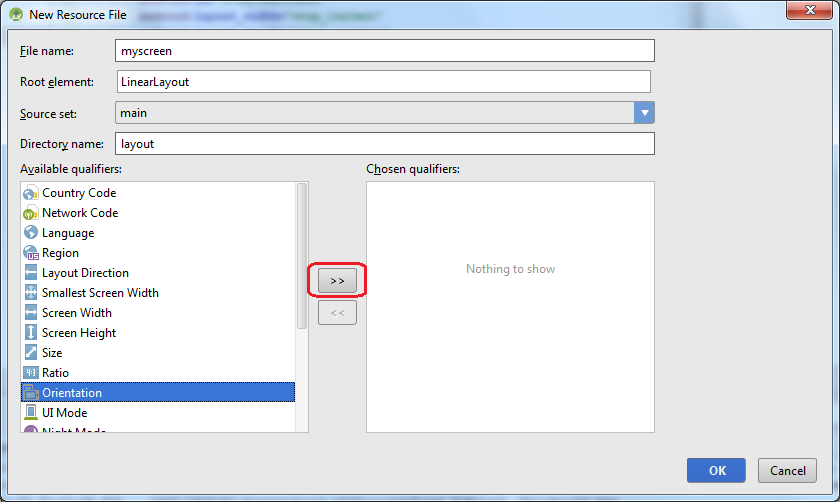 New Resource File
File name: myscreen
Root element: LinearLayout
Source set: main
Directory name: layout
Available qualifiers:
Country Code
Network Code
Language
Region
Layout Direction
Smallest Screen Width
Screen Width
Screen Height
Size
Ratio
Orientation
UI Mode
Night Mode
>>
<<
Chosen qualifiers:
Nothing to show
OK
Cancel